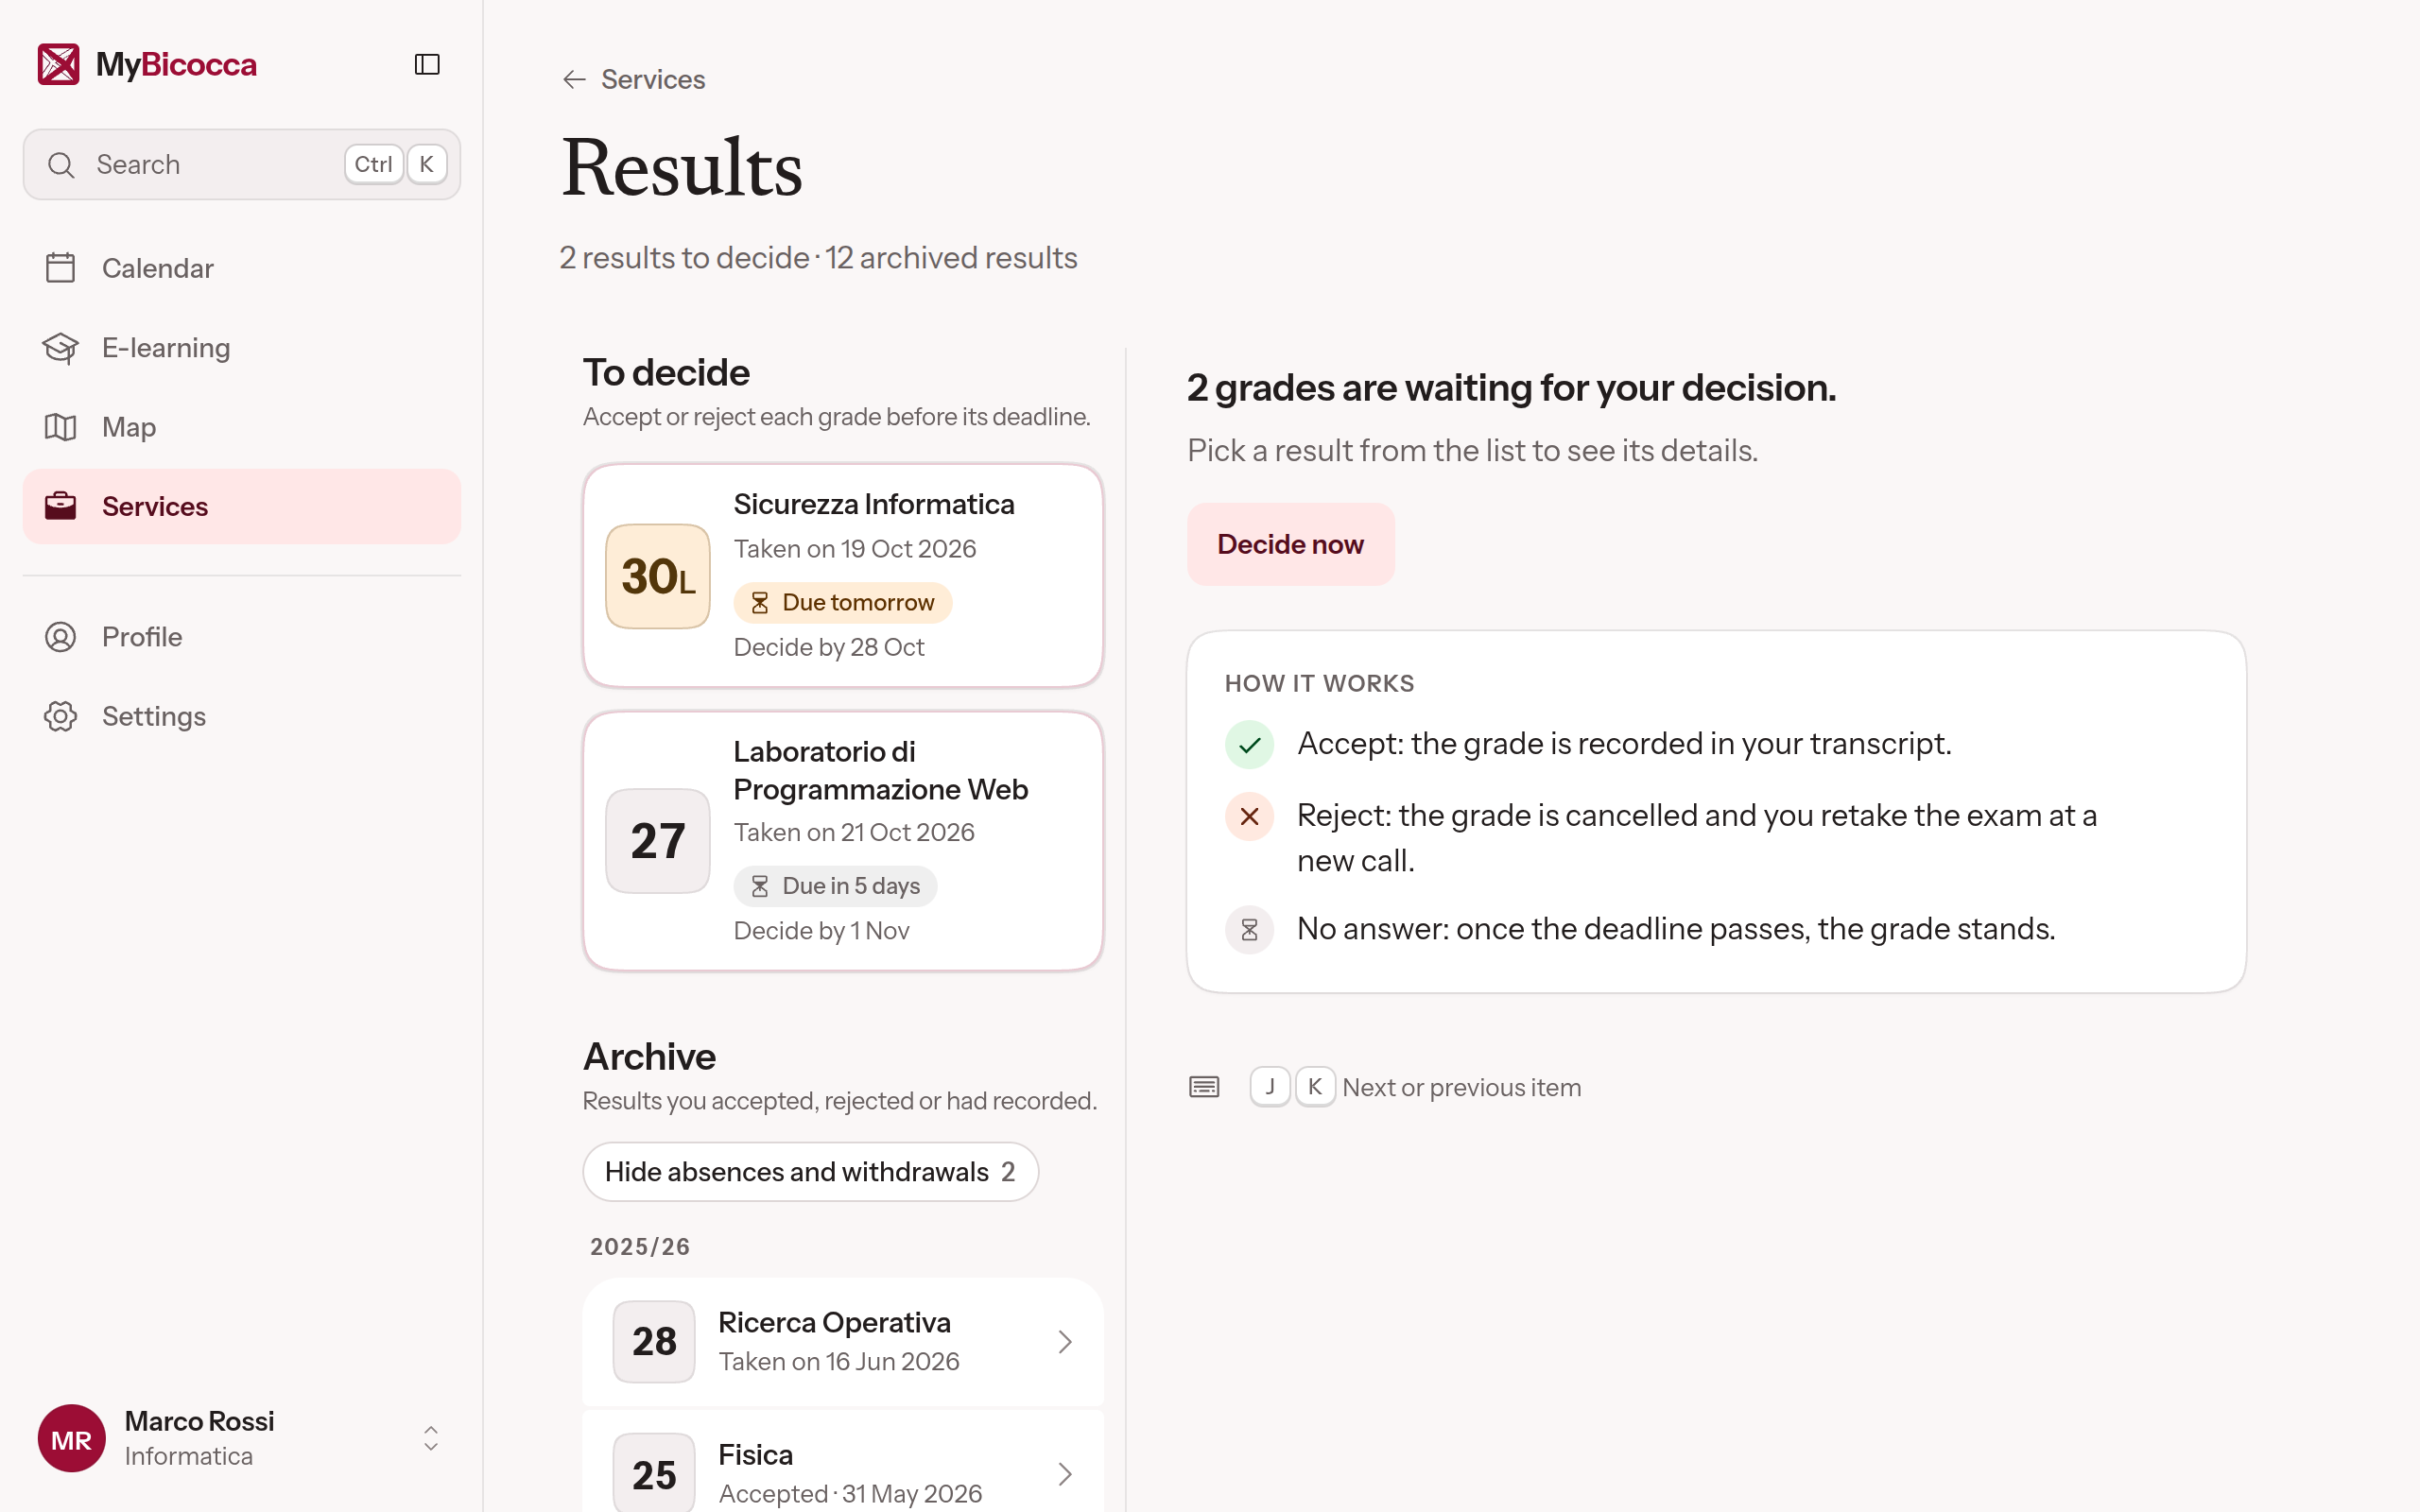 MyBicocca
Search Ctrl K
Calendar
E-learning
Map
Services
Profile
Settings
MR
Marco Rossi
Informatica
Services
Results
2 results to decide · 12 archived results
To decide
Accept or reject each grade before its deadline.
30L
Sicurezza Informatica
Taken on 19 Oct 2026
Due tomorrow
Decide by 28 Oct
27
Laboratorio di
Programmazione Web
Taken on 21 Oct 2026
Due in 5 days
Decide by 1 Nov
Archive
Results you accepted, rejected or had recorded.
Hide absences and withdrawals 2
2025/26
28
Ricerca Operativa
Taken on 16 Jun 2026
25
Fisica
Accepted · 31 May 2026
2 grades are waiting for your decision.
Pick a result from the list to see its details.
Decide now
HOW IT WORKS
Accept: the grade is recorded in your transcript.
Reject: the grade is cancelled and you retake the exam at a
new call.
No answer: once the deadline passes, the grade stands.
J K Next or previous item